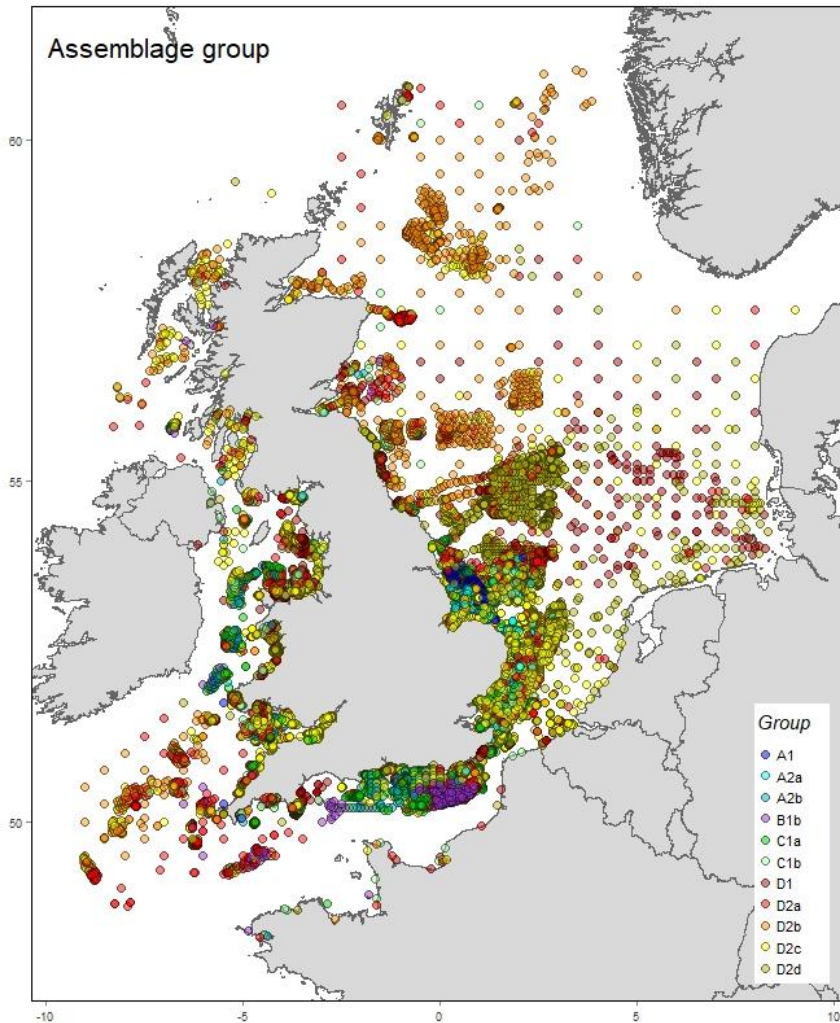 Assemblage group
60
55
50
Group
A1
A2a
A2b
B1b
C1a
C1b
D1
D2a
D2b
D2c
D2d
-10
-5
0
5
10